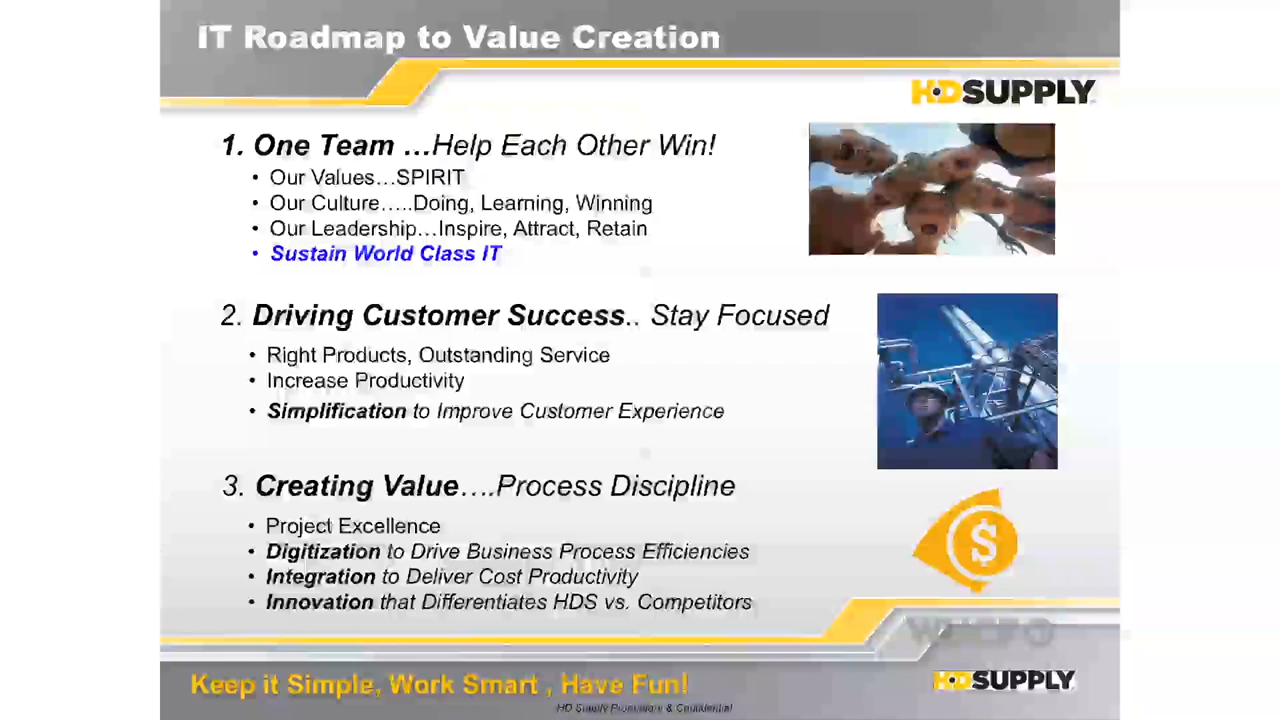 IT Roadmap to Value Creation
HD SUPPLY
1. One Team …Help Each Other Win!
• Our Values…SPIRIT
• Our Culture…..Doing, Learning, Winning
• Our Leadership…Inspire, Attract, Retain
• Sustain World Class IT
2. Driving Customer Success.. Stay Focused
• Right Products, Outstanding Service
• Increase Productivity
• Simplification to Improve Customer Experience
3. Creating Value….Process Discipline
• Project Excellence
• Digitization to Drive Business Process Efficiencies
• Integration to Deliver Cost Productivity
• Innovation that Differentiates HDS vs. Competitors
$
Keep it Simple, Work Smart , Have Fun!
HD SUPPLY
HD Supply Proprietary & Confidential